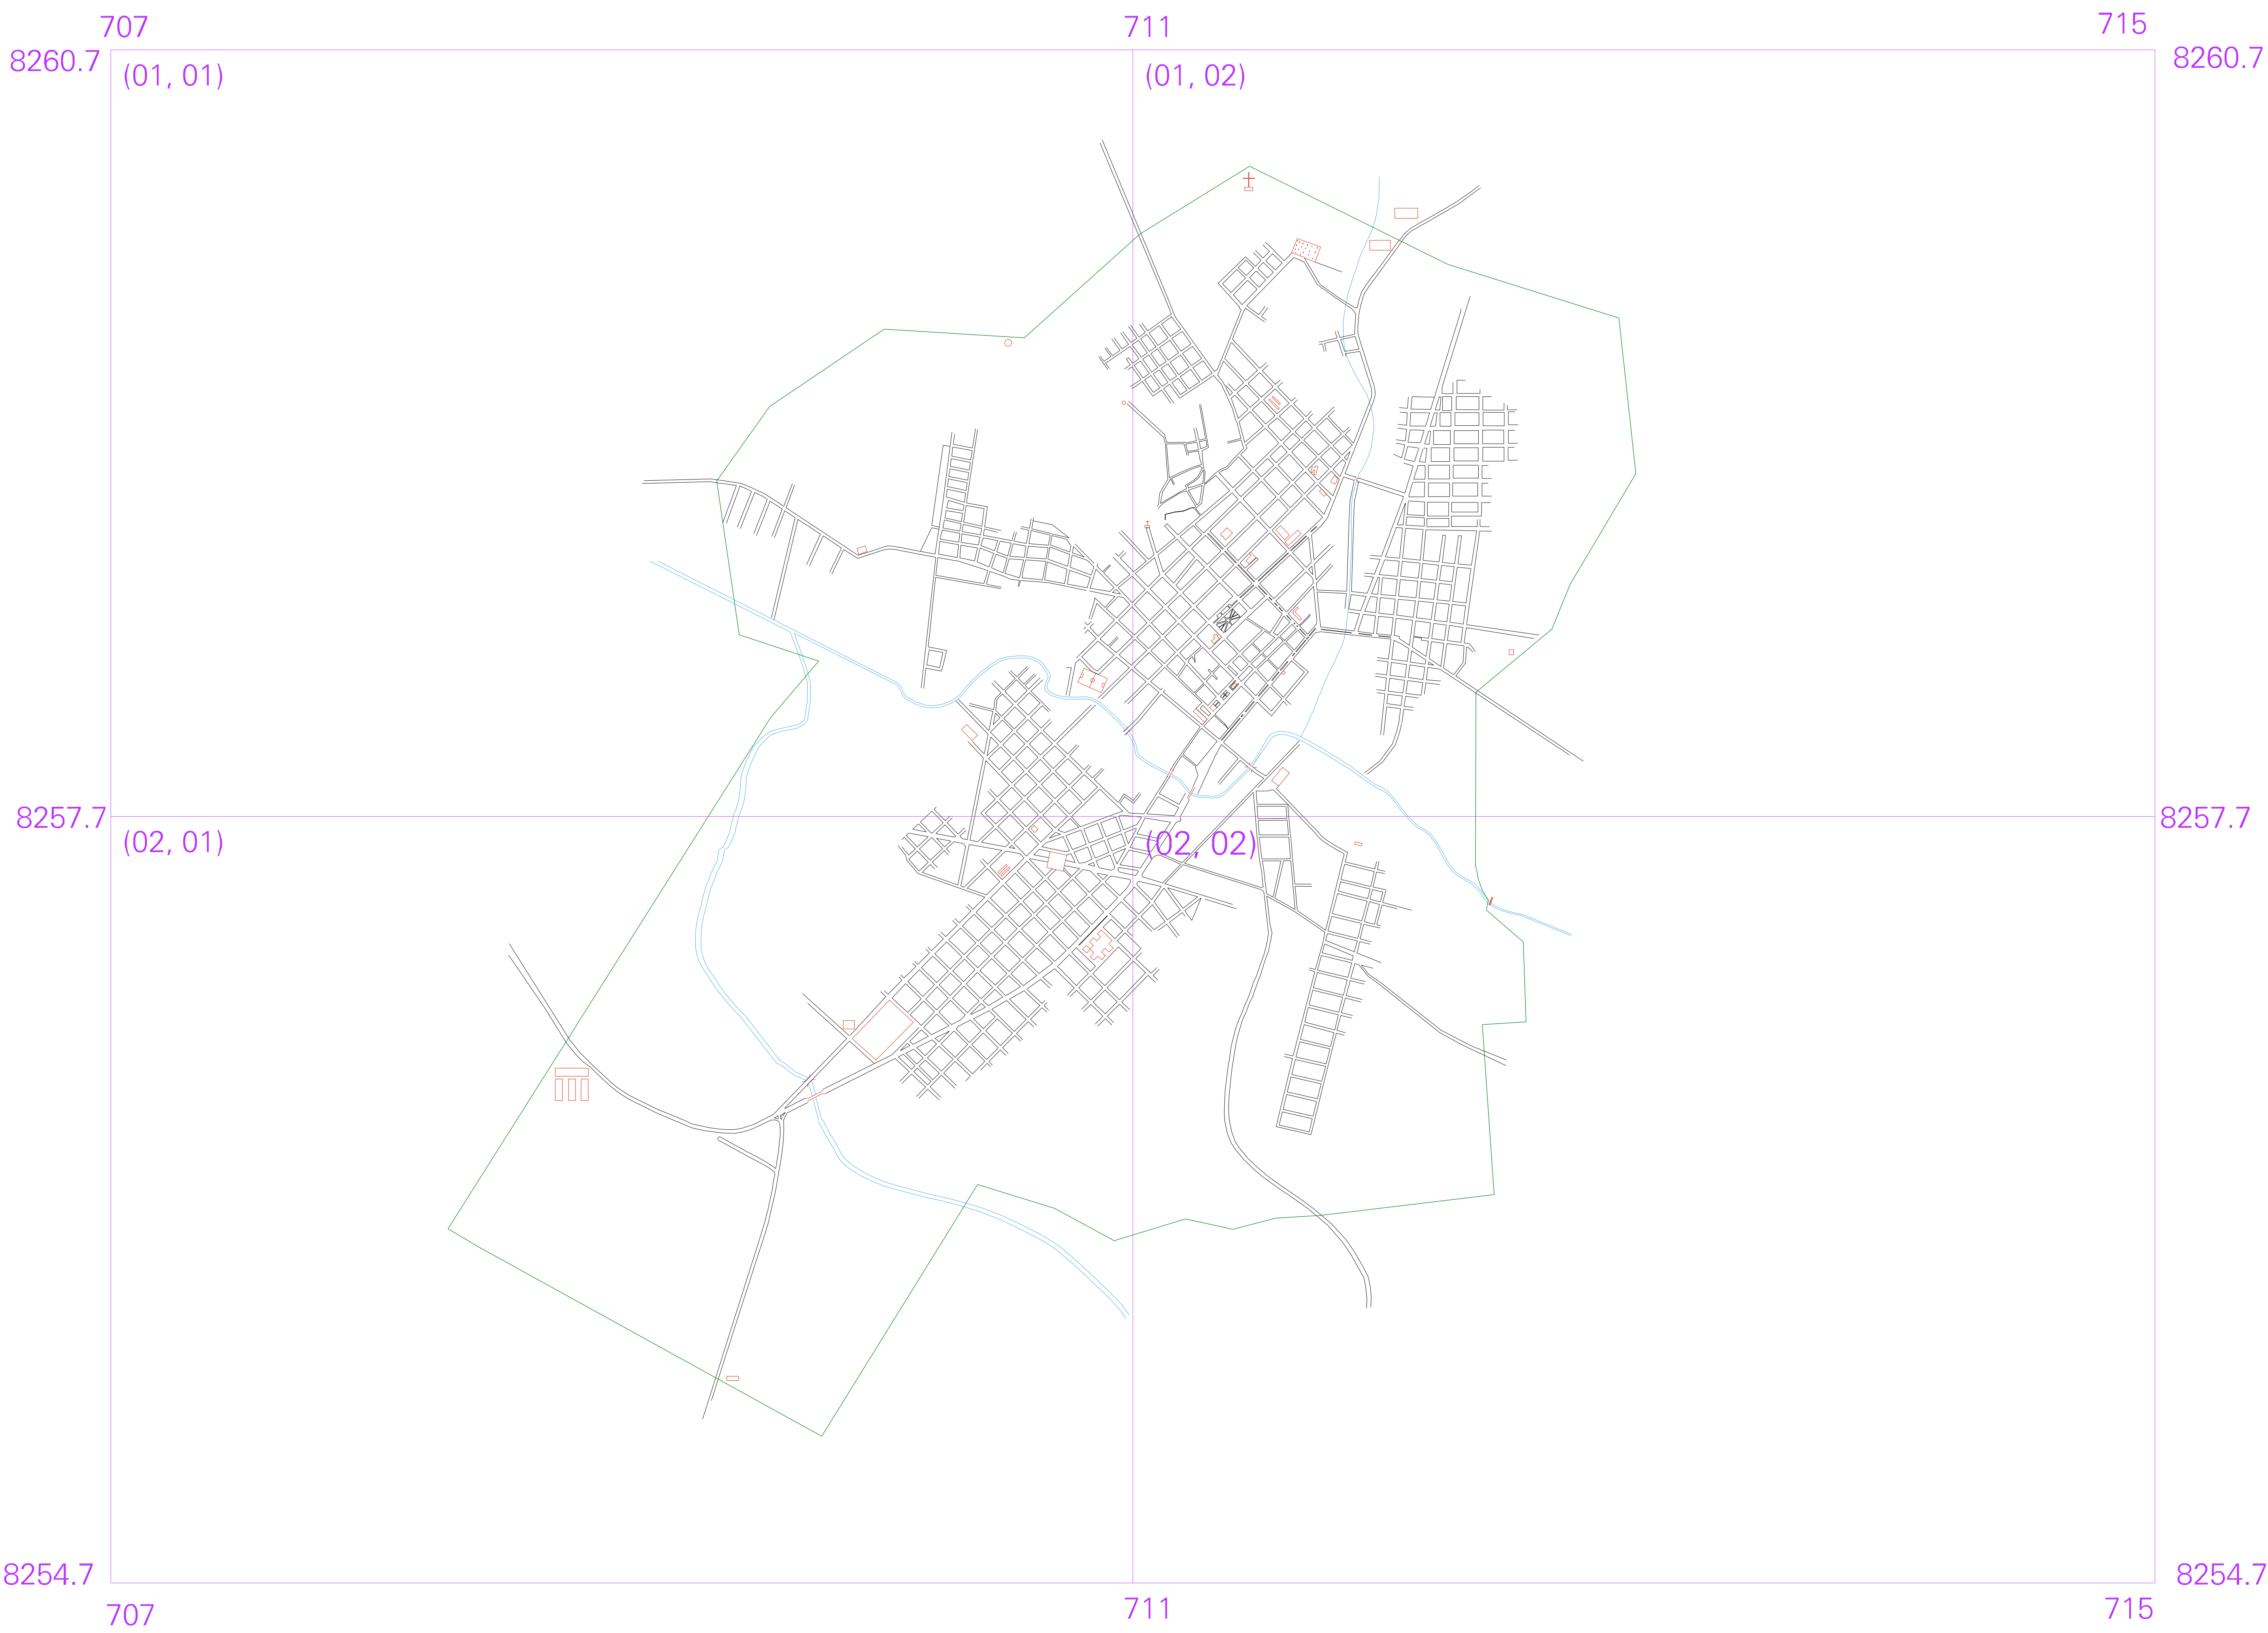 707 711 715
8260.7 8260.7
(01, 01) (01, 02)
8257.7 8257.7
(02, 01) (02, 02)
8254.7 8254.7
707 711 715